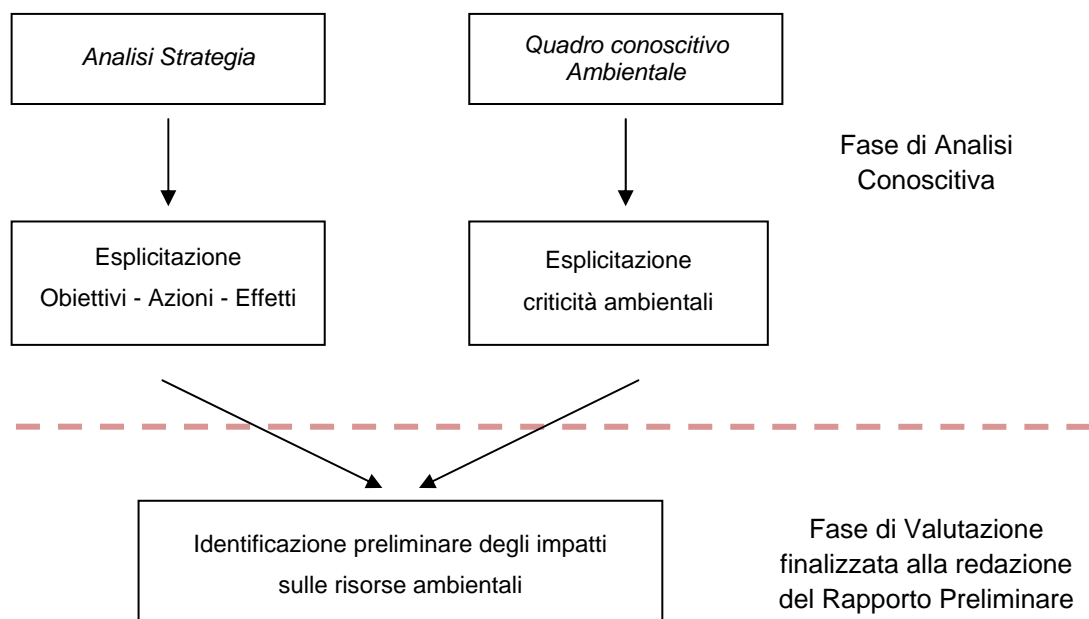 Analisi Strategia
Quadro conoscitivo
Ambientale
Fase di Analisi
Conoscitiva
Esplicitazione
Obiettivi - Azioni - Effetti
Esplicitazione
criticità ambientali
Identificazione preliminare degli impatti
sulle risorse ambientali
Fase di Valutazione
finalizzata alla redazione
del Rapporto Preliminare